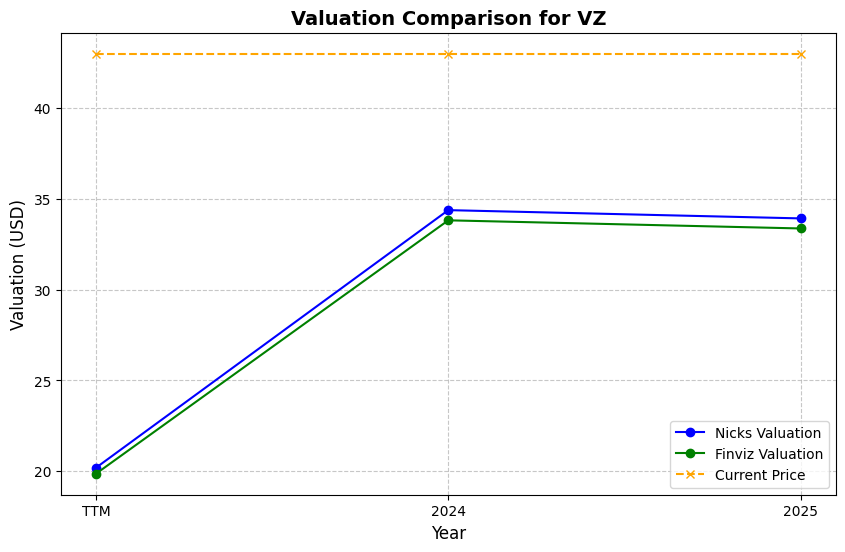 Valuation Comparison for VZ
Valuation (USD)
40
35
30
25
20
TTM
2024
2025
Year
Nicks Valuation
Finviz Valuation
Current Price